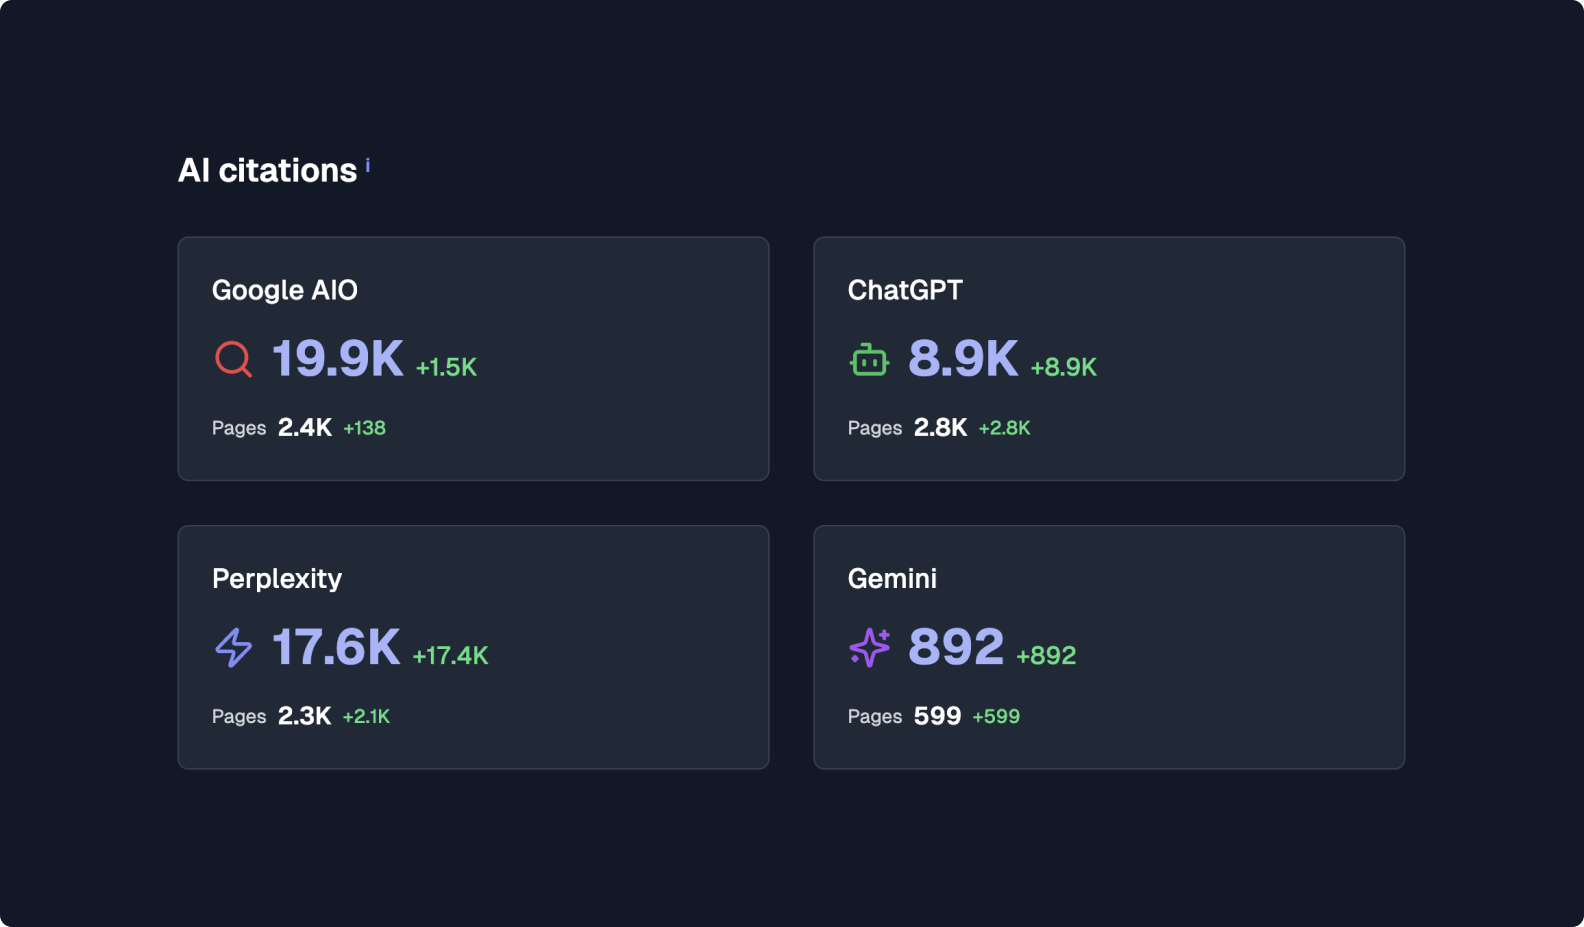 AI citations i
Google AIO
19.9K +1.5K
Pages 2.4K +138
ChatGPT
8.9K +8.9K
Pages 2.8K +2.8K
Perplexity
17.6K +17.4K
Pages 2.3K +2.1K
Gemini
892 +892
Pages 599 +599